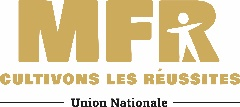 MFR
CULTIVONS LES RÉUSSITES
Union Nationale